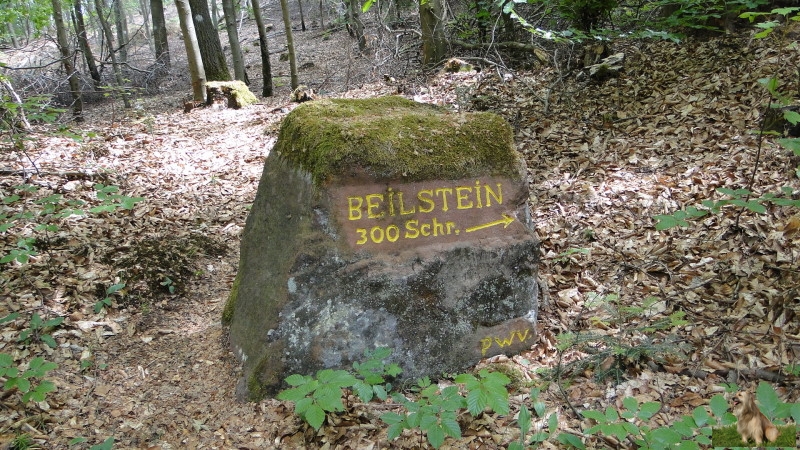 BEILSTEIN
300 Schr. →
PWV.